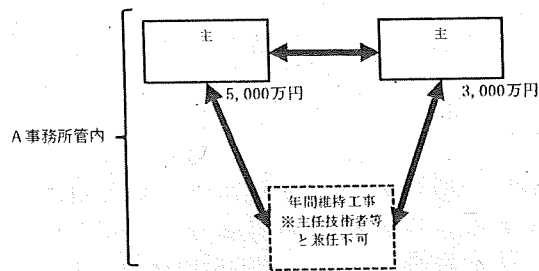 主
主
5,000万円
3,000万円
A事務所管内
年間維持工事
※主任技術者等
と兼任不可